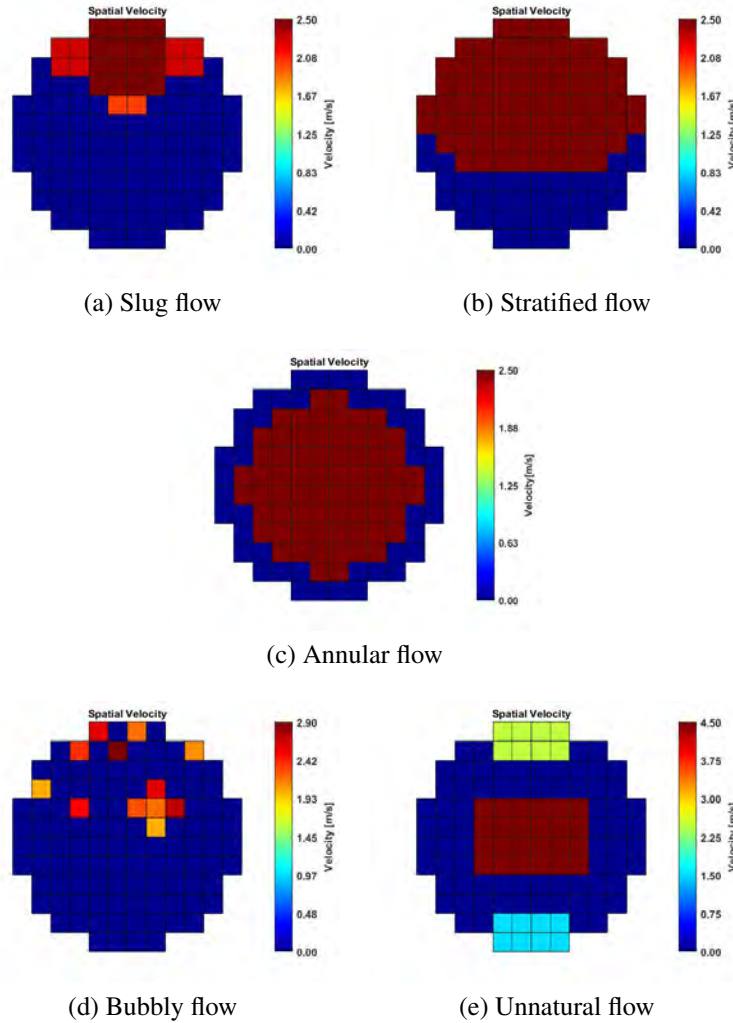 Spatial Velocity
2.50
2.08
1.67
1.25
0.83
0.42
0.00
Velocity [m/s]
(a) Slug flow
Spatial Velocity
2.50
2.08
1.67
1.25
0.83
0.42
0.00
Velocity [m/s]
(b) Stratified flow
Spatial Velocity
2.50
1.88
1.25
0.63
0.00
Velocity[m/s]
(c) Annular flow
Spatial Velocity
2.90
2.42
1.93
1.45
0.97
0.48
0.00
Velocity [m/s]
(d) Bubbly flow
Spatial Velocity
4.50
3.75
3.00
2.25
1.50
0.75
0.00
Velocity [m/s]
(e) Unnatural flow